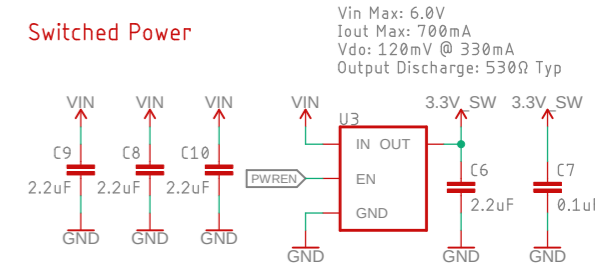 Vin Max: 6.0V
Iout Max: 700mA
Vdo: 120mV @ 330mA
Output Discharge: 530Ω Typ
Switched Power
VIN VIN VIN VIN 3.3V_SW 3.3V_SW
U3
C9 C8 C10 IN OUT C6 C7
2.2uF 2.2uF 2.2uF PWREN EN 2.2uF 0.1uF
GND
GND GND GND GND GND GND